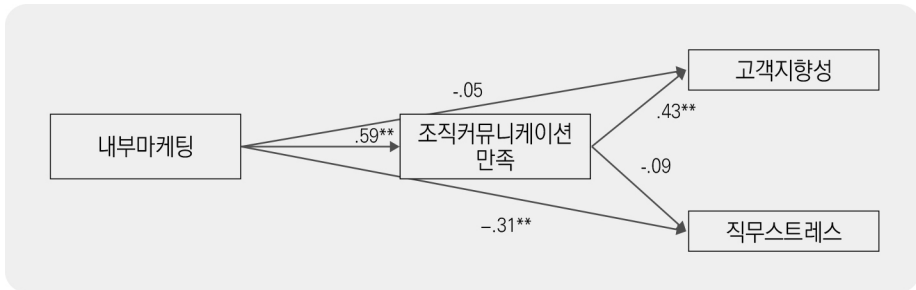 고객지향성
-.05
.43**
내부마케팅
.59**
조직커뮤니케이션
만족
-.09
-.31**
직무스트레스